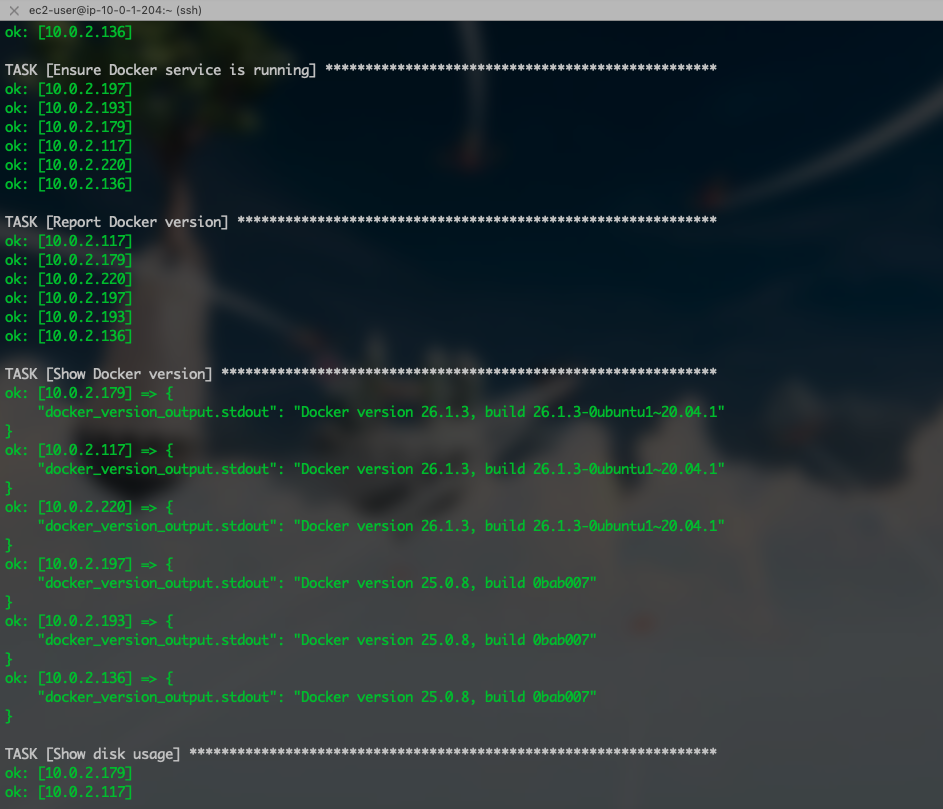 ec2-user@ip-10-0-1-204:~ (ssh)
ok: [10.0.2.136]
TASK [Ensure Docker service is running] *************************************************
ok: [10.0.2.197]
ok: [10.0.2.193]
ok: [10.0.2.179]
ok: [10.0.2.117]
ok: [10.0.2.220]
ok: [10.0.2.136]
TASK [Report Docker version] ************************************************************
ok: [10.0.2.117]
ok: [10.0.2.179]
ok: [10.0.2.220]
ok: [10.0.2.197]
ok: [10.0.2.193]
ok: [10.0.2.136]
TASK [Show Docker version] **************************************************************
ok: [10.0.2.179] => {
    "docker_version_output.stdout": "Docker version 26.1.3, build 26.1.3-0ubuntu1~20.04.1"
}
ok: [10.0.2.117] => {
    "docker_version_output.stdout": "Docker version 26.1.3, build 26.1.3-0ubuntu1~20.04.1"
}
ok: [10.0.2.220] => {
    "docker_version_output.stdout": "Docker version 26.1.3, build 26.1.3-0ubuntu1~20.04.1"
}
ok: [10.0.2.197] => {
    "docker_version_output.stdout": "Docker version 25.0.8, build 0bab007"
}
ok: [10.0.2.193] => {
    "docker_version_output.stdout": "Docker version 25.0.8, build 0bab007"
}
ok: [10.0.2.136] => {
    "docker_version_output.stdout": "Docker version 25.0.8, build 0bab007"
}
TASK [Show disk usage] ******************************************************************
ok: [10.0.2.179]
ok: [10.0.2.117]